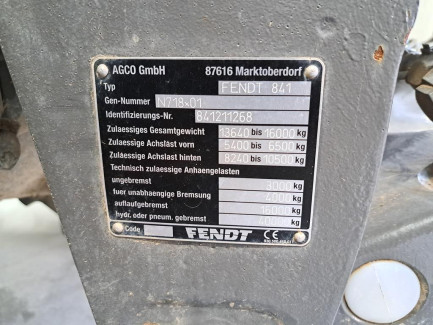 AGCO GmbH 87616 Marktoberdorf
Typ FENDT 841
Gen-Nummer N718-01
Identifizierungs-Nr. 841211268
Zulaessiges Gesamtgewicht 13640 bis 16000 kg
Zulaessige Achslast vorn 5400 bis 6500 kg
Zulaessige Achslast hinten 8240 bis 10500 kg
Technisch zulaessige Anhaengelasten
ungebremst kg
fuer unabhaengige Bremsung kg
auflaufgebremst kg
hydr. oder pneum. gebremst kg
Code FENDT CE